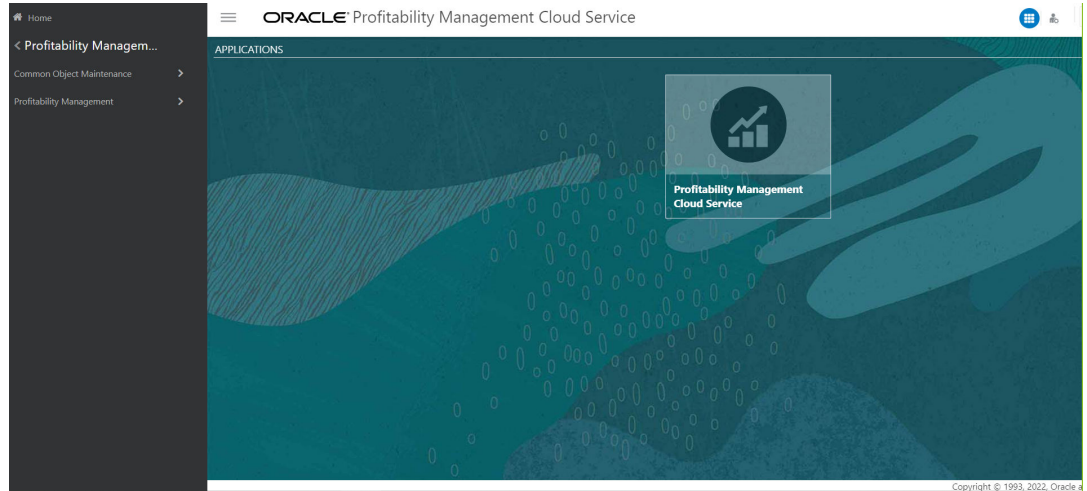 Home
ORACLE® Profitability Management Cloud Service
< Profitability Managem...
APPLICATIONS
Common Object Maintenance
Profitability Management
Profitability Management
Cloud Service
Copyright © 1993, 2022, Oracle a